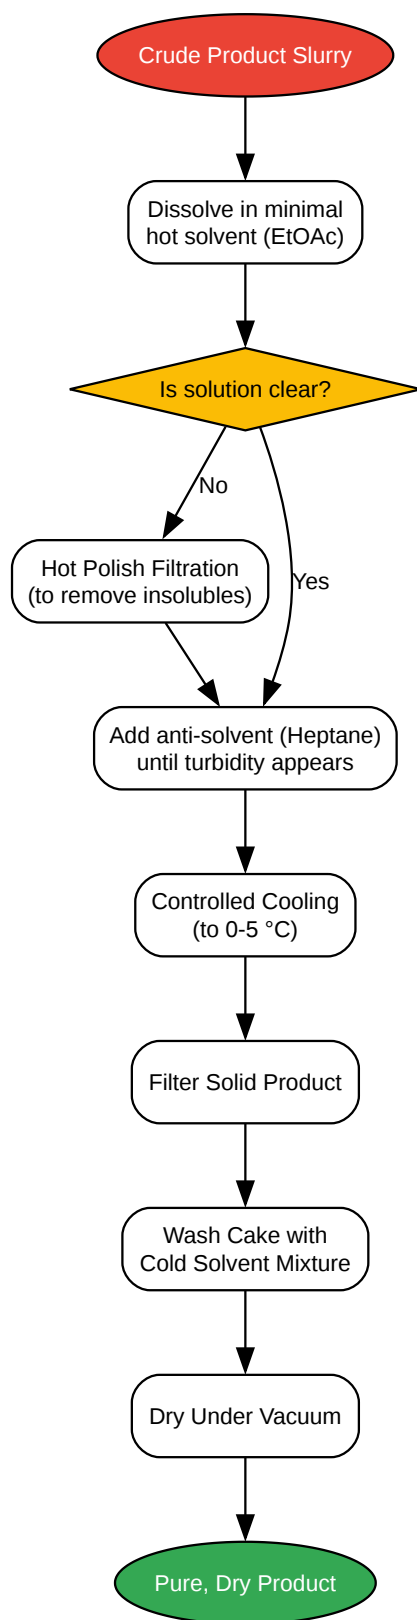 Crude Product Slurry
Dissolve in minimal
hot solvent (EtOAc)
Is solution clear?
No
Hot Polish Filtration
(to remove insolubles)
Yes
Add anti-solvent (Heptane)
until turbidity appears
Controlled Cooling
(to 0-5 °C)
Filter Solid Product
Wash Cake with
Cold Solvent Mixture
Dry Under Vacuum
Pure, Dry Product